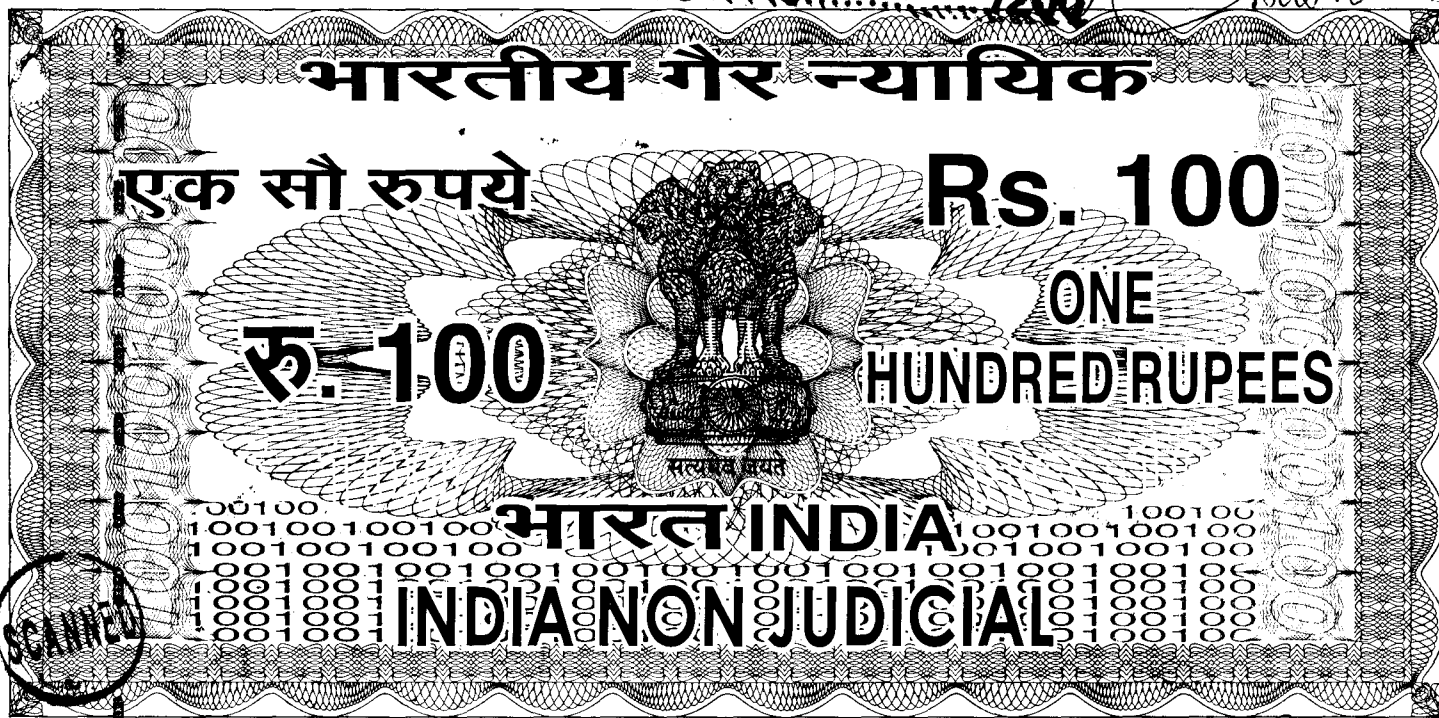 भारतीय गैर न्यायिक
एक सौ रुपये
Rs. 100
रु. 100
ONE
HUNDRED RUPEES
सत्यमेव जयते
भारत INDIA
INDIA NON JUDICIAL
SCANNED